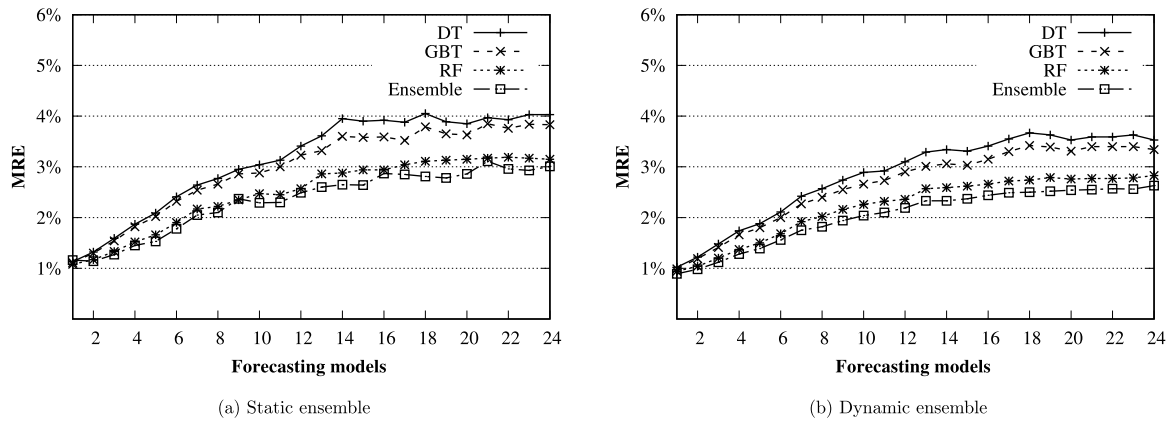 6%
5%
4%
3%
2%
1%
MRE
DT
GBT
RF
Ensemble
2 4 6 8 10 12 14 16 18 20 22 24
Forecasting models
(a) Static ensemble
6%
5%
4%
3%
2%
1%
MRE
DT
GBT
RF
Ensemble
2 4 6 8 10 12 14 16 18 20 22 24
Forecasting models
(b) Dynamic ensemble